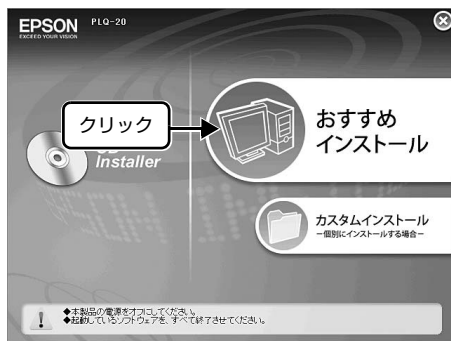 EPSON PLQ-20
EXCEED YOUR VISION
クリック
おすすめ
インストール
Installer
カスタムインストール
－個別にインストールする場合－
◆本製品の電源をオフにしてください。
◆起動しているソフトウェアを、すべて終了させてください。